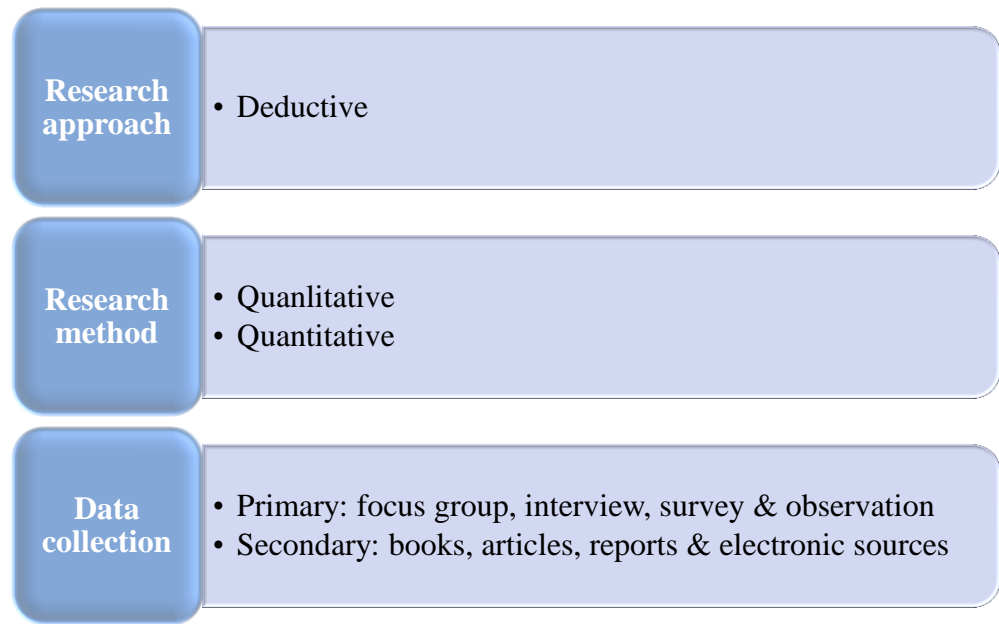 Research
approach
• Deductive
Research
method
• Quanlitative
• Quantitative
Data
collection
• Primary: focus group, interview, survey & observation
• Secondary: books, articles, reports & electronic sources